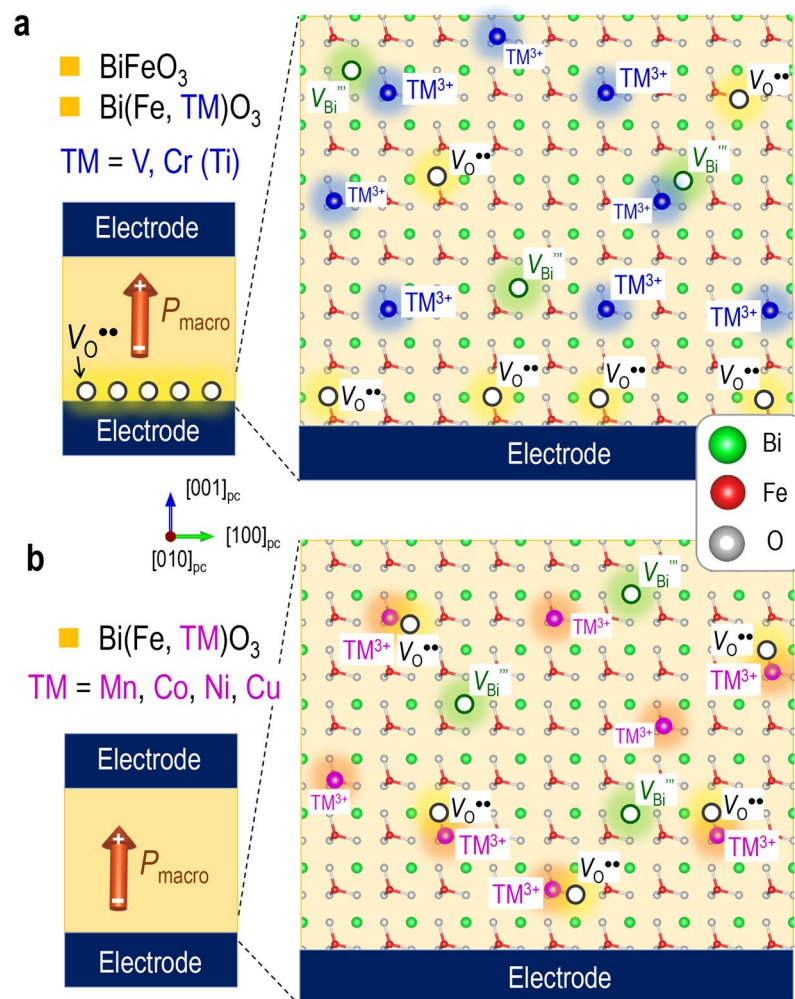 a
BiFeO3
Bi(Fe, TM)O3
TM = V, Cr (Ti)
Electrode
Pmacro
VO••
Electrode
TM3+
VBi'''
TM3+
TM3+
VO••
VO••
VBi'''
TM3+
TM3+
VBi'''
TM3+
TM3+
TM3+
VO••
VO••
VO••
VO••
Electrode
Bi
Fe
O
[001]pc
[100]pc
[010]pc
b
Bi(Fe, TM)O3
TM = Mn, Co, Ni, Cu
Electrode
Pmacro
Electrode
VBi'''
TM3+
VO••
TM3+
VO••
TM3+
VBi'''
TM3+
TM3+
VO••
TM3+
VBi'''
VO••
TM3+
VO••
TM3+
Electrode